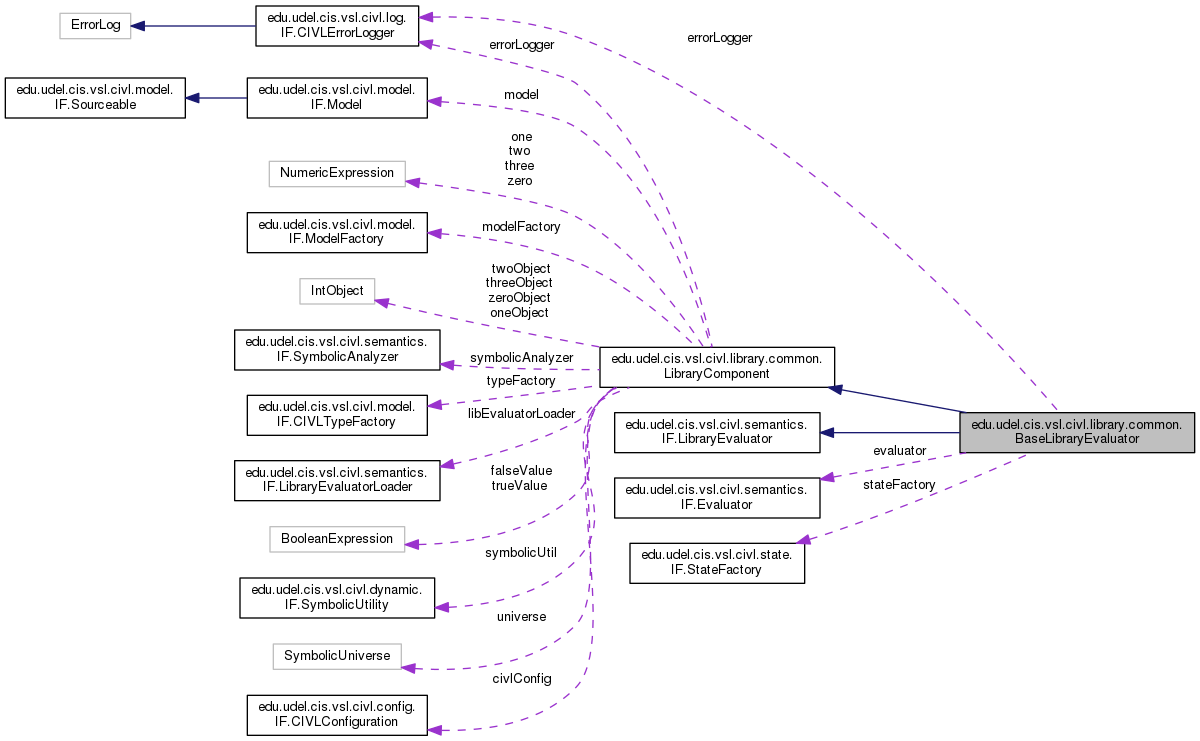 ErrorLog
edu.udel.cis.vsl.civl.log.
IF.CIVLErrorLogger
errorLogger
errorLogger
edu.udel.cis.vsl.civl.model.
IF.Sourceable
edu.udel.cis.vsl.civl.model.
IF.Model
model
one
two
three
zero
NumericExpression
edu.udel.cis.vsl.civl.model.
IF.ModelFactory
modelFactory
twoObject
threeObject
zeroObject
oneObject
IntObject
edu.udel.cis.vsl.civl.semantics.
IF.SymbolicAnalyzer
symbolicAnalyzer
edu.udel.cis.vsl.civl.library.common.
LibraryComponent
typeFactory
edu.udel.cis.vsl.civl.model.
IF.CIVLTypeFactory
libEvaluatorLoader
edu.udel.cis.vsl.civl.semantics.
IF.LibraryEvaluator
edu.udel.cis.vsl.civl.library.common.
BaseLibraryEvaluator
evaluator
edu.udel.cis.vsl.civl.semantics.
IF.LibraryEvaluatorLoader
falseValue
trueValue
edu.udel.cis.vsl.civl.semantics.
IF.Evaluator
stateFactory
BooleanExpression
symbolicUtil
edu.udel.cis.vsl.civl.state.
IF.StateFactory
edu.udel.cis.vsl.civl.dynamic.
IF.SymbolicUtility
universe
SymbolicUniverse
civlConfig
edu.udel.cis.vsl.civl.config.
IF.CIVLConfiguration